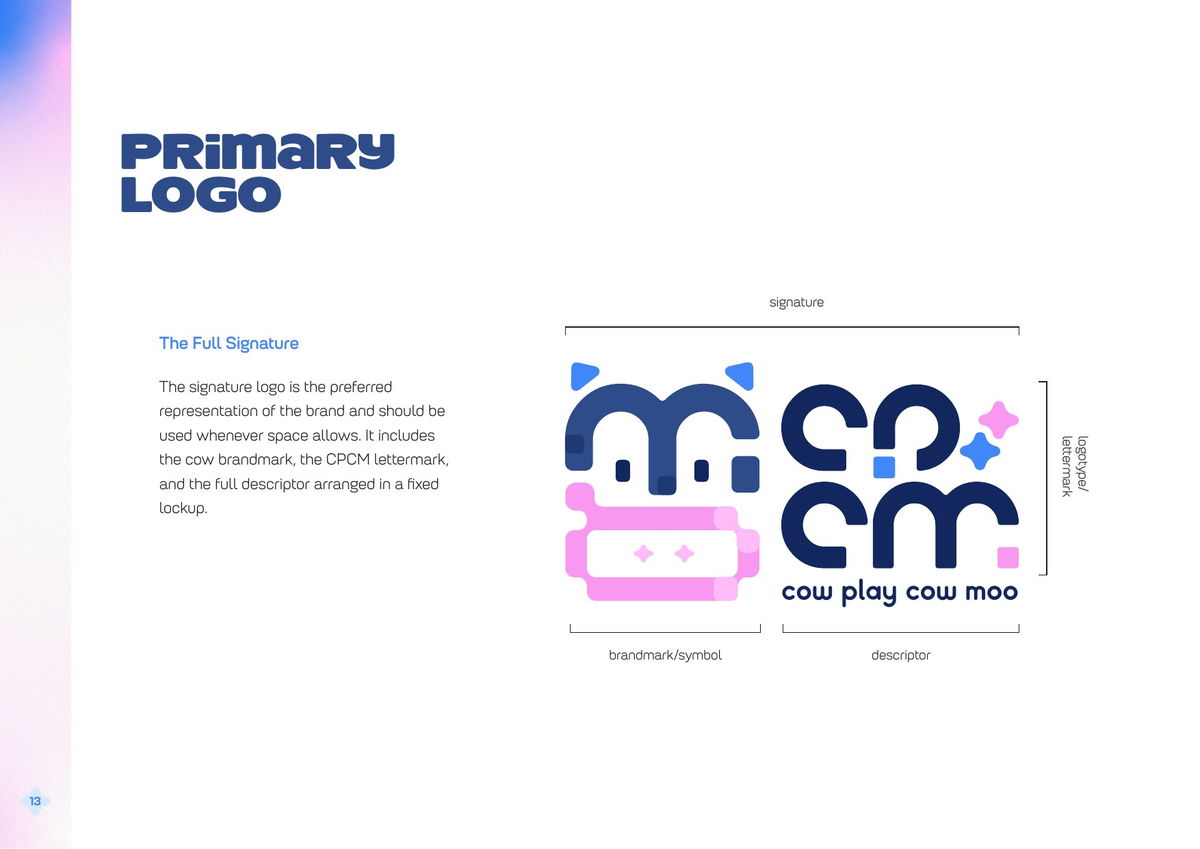 PRimaRy
LOGO
signature
The Full Signature
The signature logo is the preferred
representation of the brand and should be
used whenever space allows. It includes
the cow brandmark, the CPCM lettermark,
and the full descriptor arranged in a fixed
lockup.
cp
cm
cow play cow moo
logotype/
lettermark
brandmark/symbol
descriptor
13